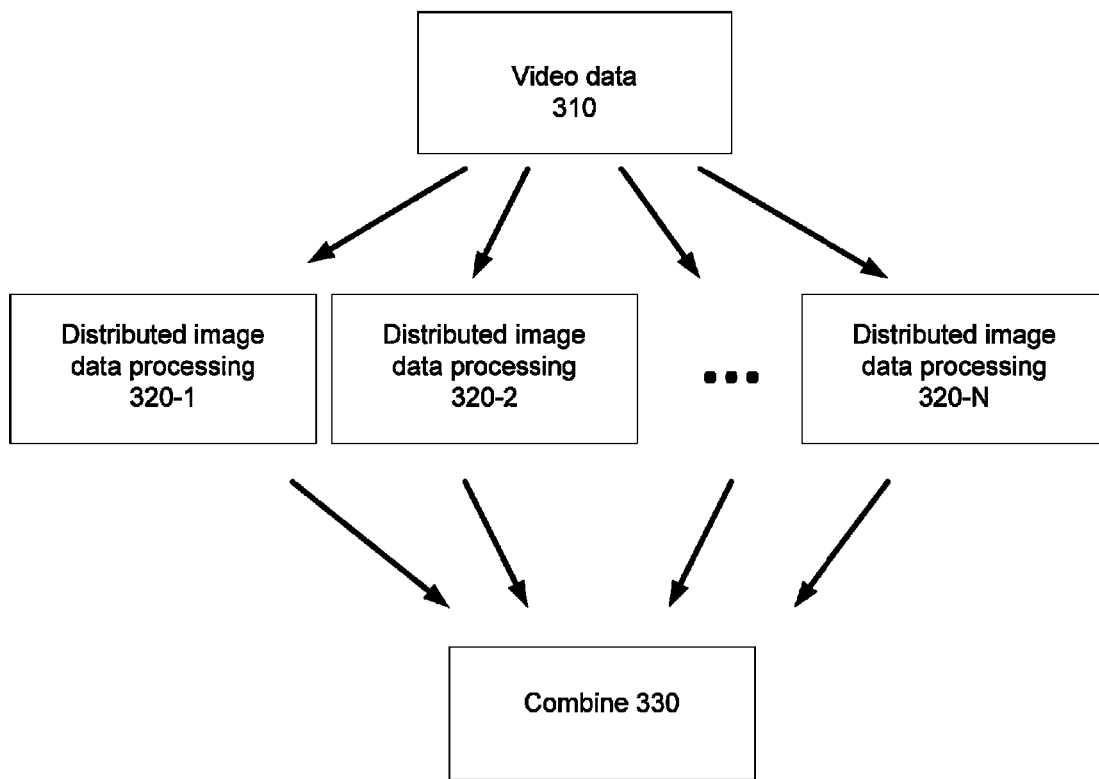 Video data
310
Distributed image
data processing
320-1
Distributed image
data processing
320-2
Distributed image
data processing
320-N
Combine 330